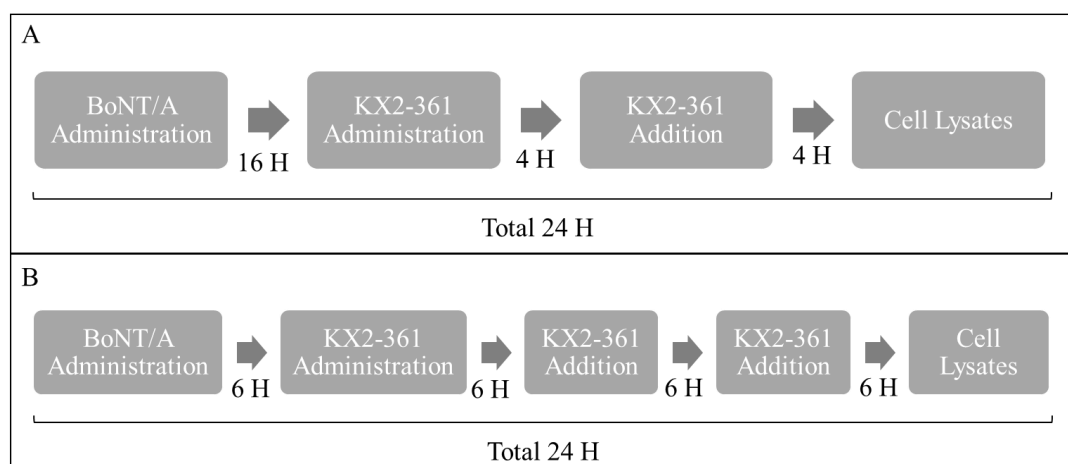 A
BoNT/A
Administration
16 H
KX2-361
Administration
4 H
KX2-361
Addition
4 H
Cell Lysates
Total 24 H
B
BoNT/A
Administration
6 H
KX2-361
Administration
6 H
KX2-361
Addition
6 H
KX2-361
Addition
6 H
Cell
Lysates
Total 24 H